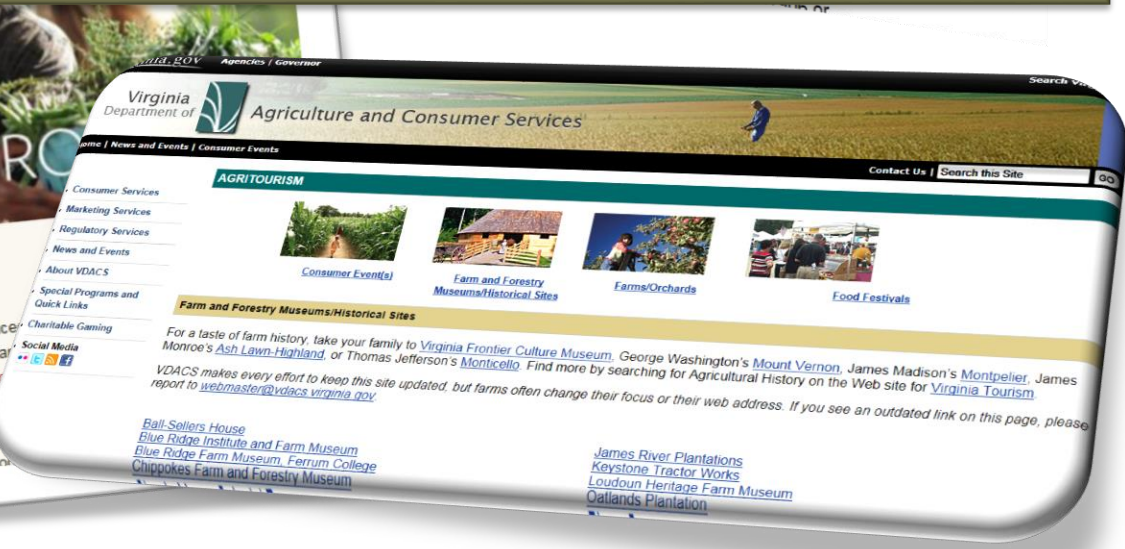 Agencies | Governor
Virginia
Department of
Agriculture and Consumer Services
Home | News and Events | Consumer Events
Contact Us | Search this Site
GO
AGRITOURISM
Consumer Services
Marketing Services
Regulatory Services
News and Events
About VDACS
Special Programs and
Quick Links
Charitable Gaming
Social Media
Consumer Event(s)
Farm and Forestry
Museums/Historical Sites
Farms/Orchards
Food Festivals
Farm and Forestry Museums/Historical Sites
For a taste of farm history, take your family to Virginia Frontier Culture Museum, George Washington's Mount Vernon, James Madison's Montpelier, James
Monroe's Ash Lawn-Highland, or Thomas Jefferson's Monticello. Find more by searching for Agricultural History on the Web site for Virginia Tourism.
VDACS makes every effort to keep this site updated, but farms often change their focus or their web address. If you see an outdated link on this page, please
report to webmaster@vdacs.virginia.gov
Ball-Sellers House
Blue Ridge Institute and Farm Museum
Blue Ridge Farm Museum, Ferrum College
Chippokes Farm and Forestry Museum
James River Plantations
Keystone Tractor Works
Loudoun Heritage Farm Museum
Oatlands Plantation